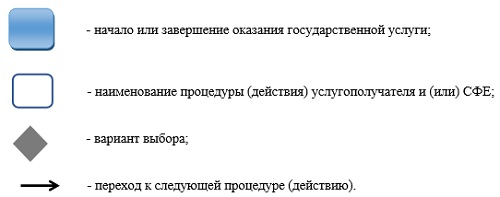 - начало или завершение оказания государственной услуги;
- наименование процедуры (действия) услугополучателя и (или) СФЕ;
- вариант выбора;
- переход к следующей процедуре (действию).